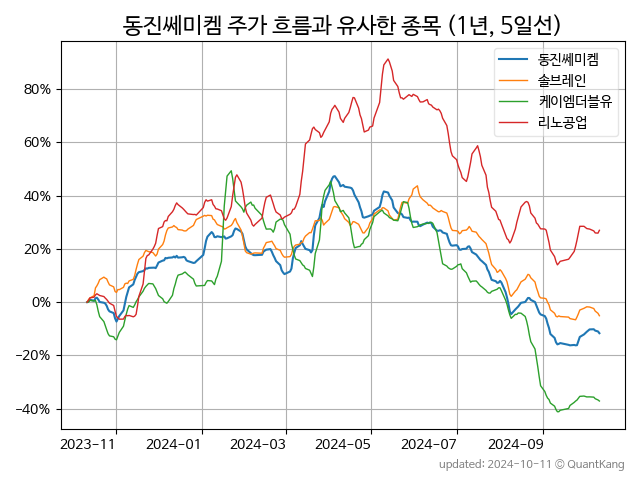 동진쎄미켐 주가 흐름과 유사한 종목 (1년, 5일선)
동진쎄미켐
솔브레인
케이엠더블유
리노공업
80%
60%
40%
20%
0%
−20%
−40%
2023-11 2024-01 2024-03 2024-05 2024-07 2024-09
updated: 2024-10-11 © QuantKang